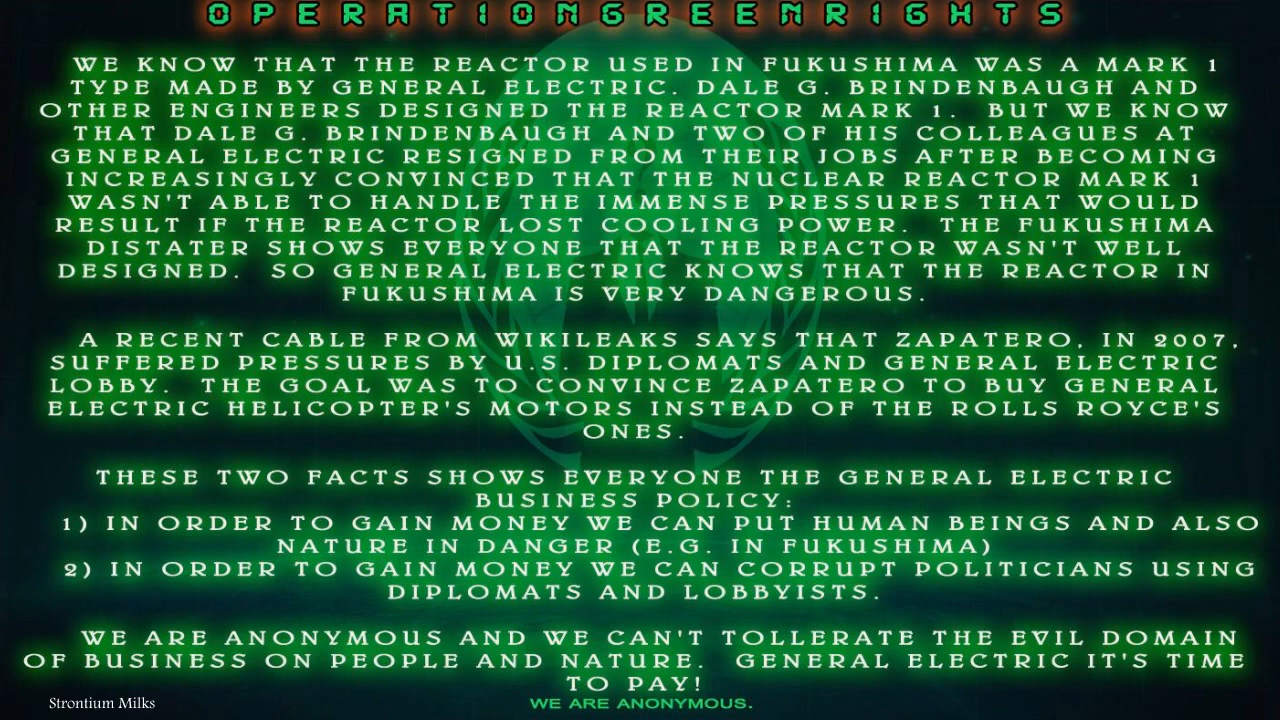 OPERATIONGREENRIGHTS
WE KNOW THAT THE REACTOR USED IN FUKUSHIMA WAS A MARK 1
TYPE MADE BY GENERAL ELECTRIC. DALE G. BRINDENBAUGH AND
OTHER ENGINEERS DESIGNED THE REACTOR MARK 1. BUT WE KNOW
THAT DALE G. BRINDENBAUGH AND TWO OF HIS COLLEAGUES AT
GENERAL ELECTRIC RESIGNED FROM THEIR JOBS AFTER BECOMING
INCREASINGLY CONVINCED THAT THE NUCLEAR REACTOR MARK 1
WASN'T ABLE TO HANDLE THE IMMENSE PRESSURES THAT WOULD
RESULT IF THE REACTOR LOST COOLING POWER. THE FUKUSHIMA
DISTATER SHOWS EVERYONE THAT THE REACTOR WASN'T WELL
DESIGNED. SO GENERAL ELECTRIC KNOWS THAT THE REACTOR IN
FUKUSHIMA IS VERY DANGEROUS.
A RECENT CABLE FROM WIKILEAKS SAYS THAT ZAPATERO, IN 2007,
SUFFERED PRESSURES BY U.S. DIPLOMATS AND GENERAL ELECTRIC
LOBBY. THE GOAL WAS TO CONVINCE ZAPATERO TO BUY GENERAL
ELECTRIC HELICOPTER'S MOTORS INSTEAD OF THE ROLLS ROYCE'S
ONES.
THESE TWO FACTS SHOWS EVERYONE THE GENERAL ELECTRIC
BUSINESS POLICY:
1) IN ORDER TO GAIN MONEY WE CAN PUT HUMAN BEINGS AND ALSO
NATURE IN DANGER (E.G. IN FUKUSHIMA)
2) IN ORDER TO GAIN MONEY WE CAN CORRUPT POLITICIANS USING
DIPLOMATS AND LOBBYISTS.
WE ARE ANONYMOUS AND WE CAN'T TOLLERATE THE EVIL DOMAIN
OF BUSINESS ON PEOPLE AND NATURE. GENERAL ELECTRIC IT'S TIME
TO PAY!
Strontium Milks
WE ARE ANONYMOUS.